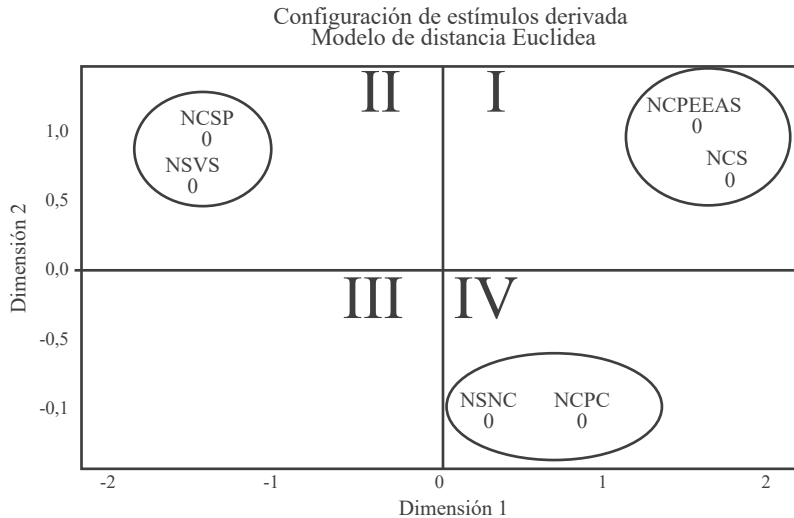 Configuración de estímulos derivada
Modelo de distancia Euclidea
II I
NCPEEAS
0
NCSP
0
NCS
0
NSVS
0
1,0
0,5
0,0
-0,5
-0,1
Dimensión 2
III IV
NSNC NCPC
0 0
-2 -1 0 1 2
Dimensión 1